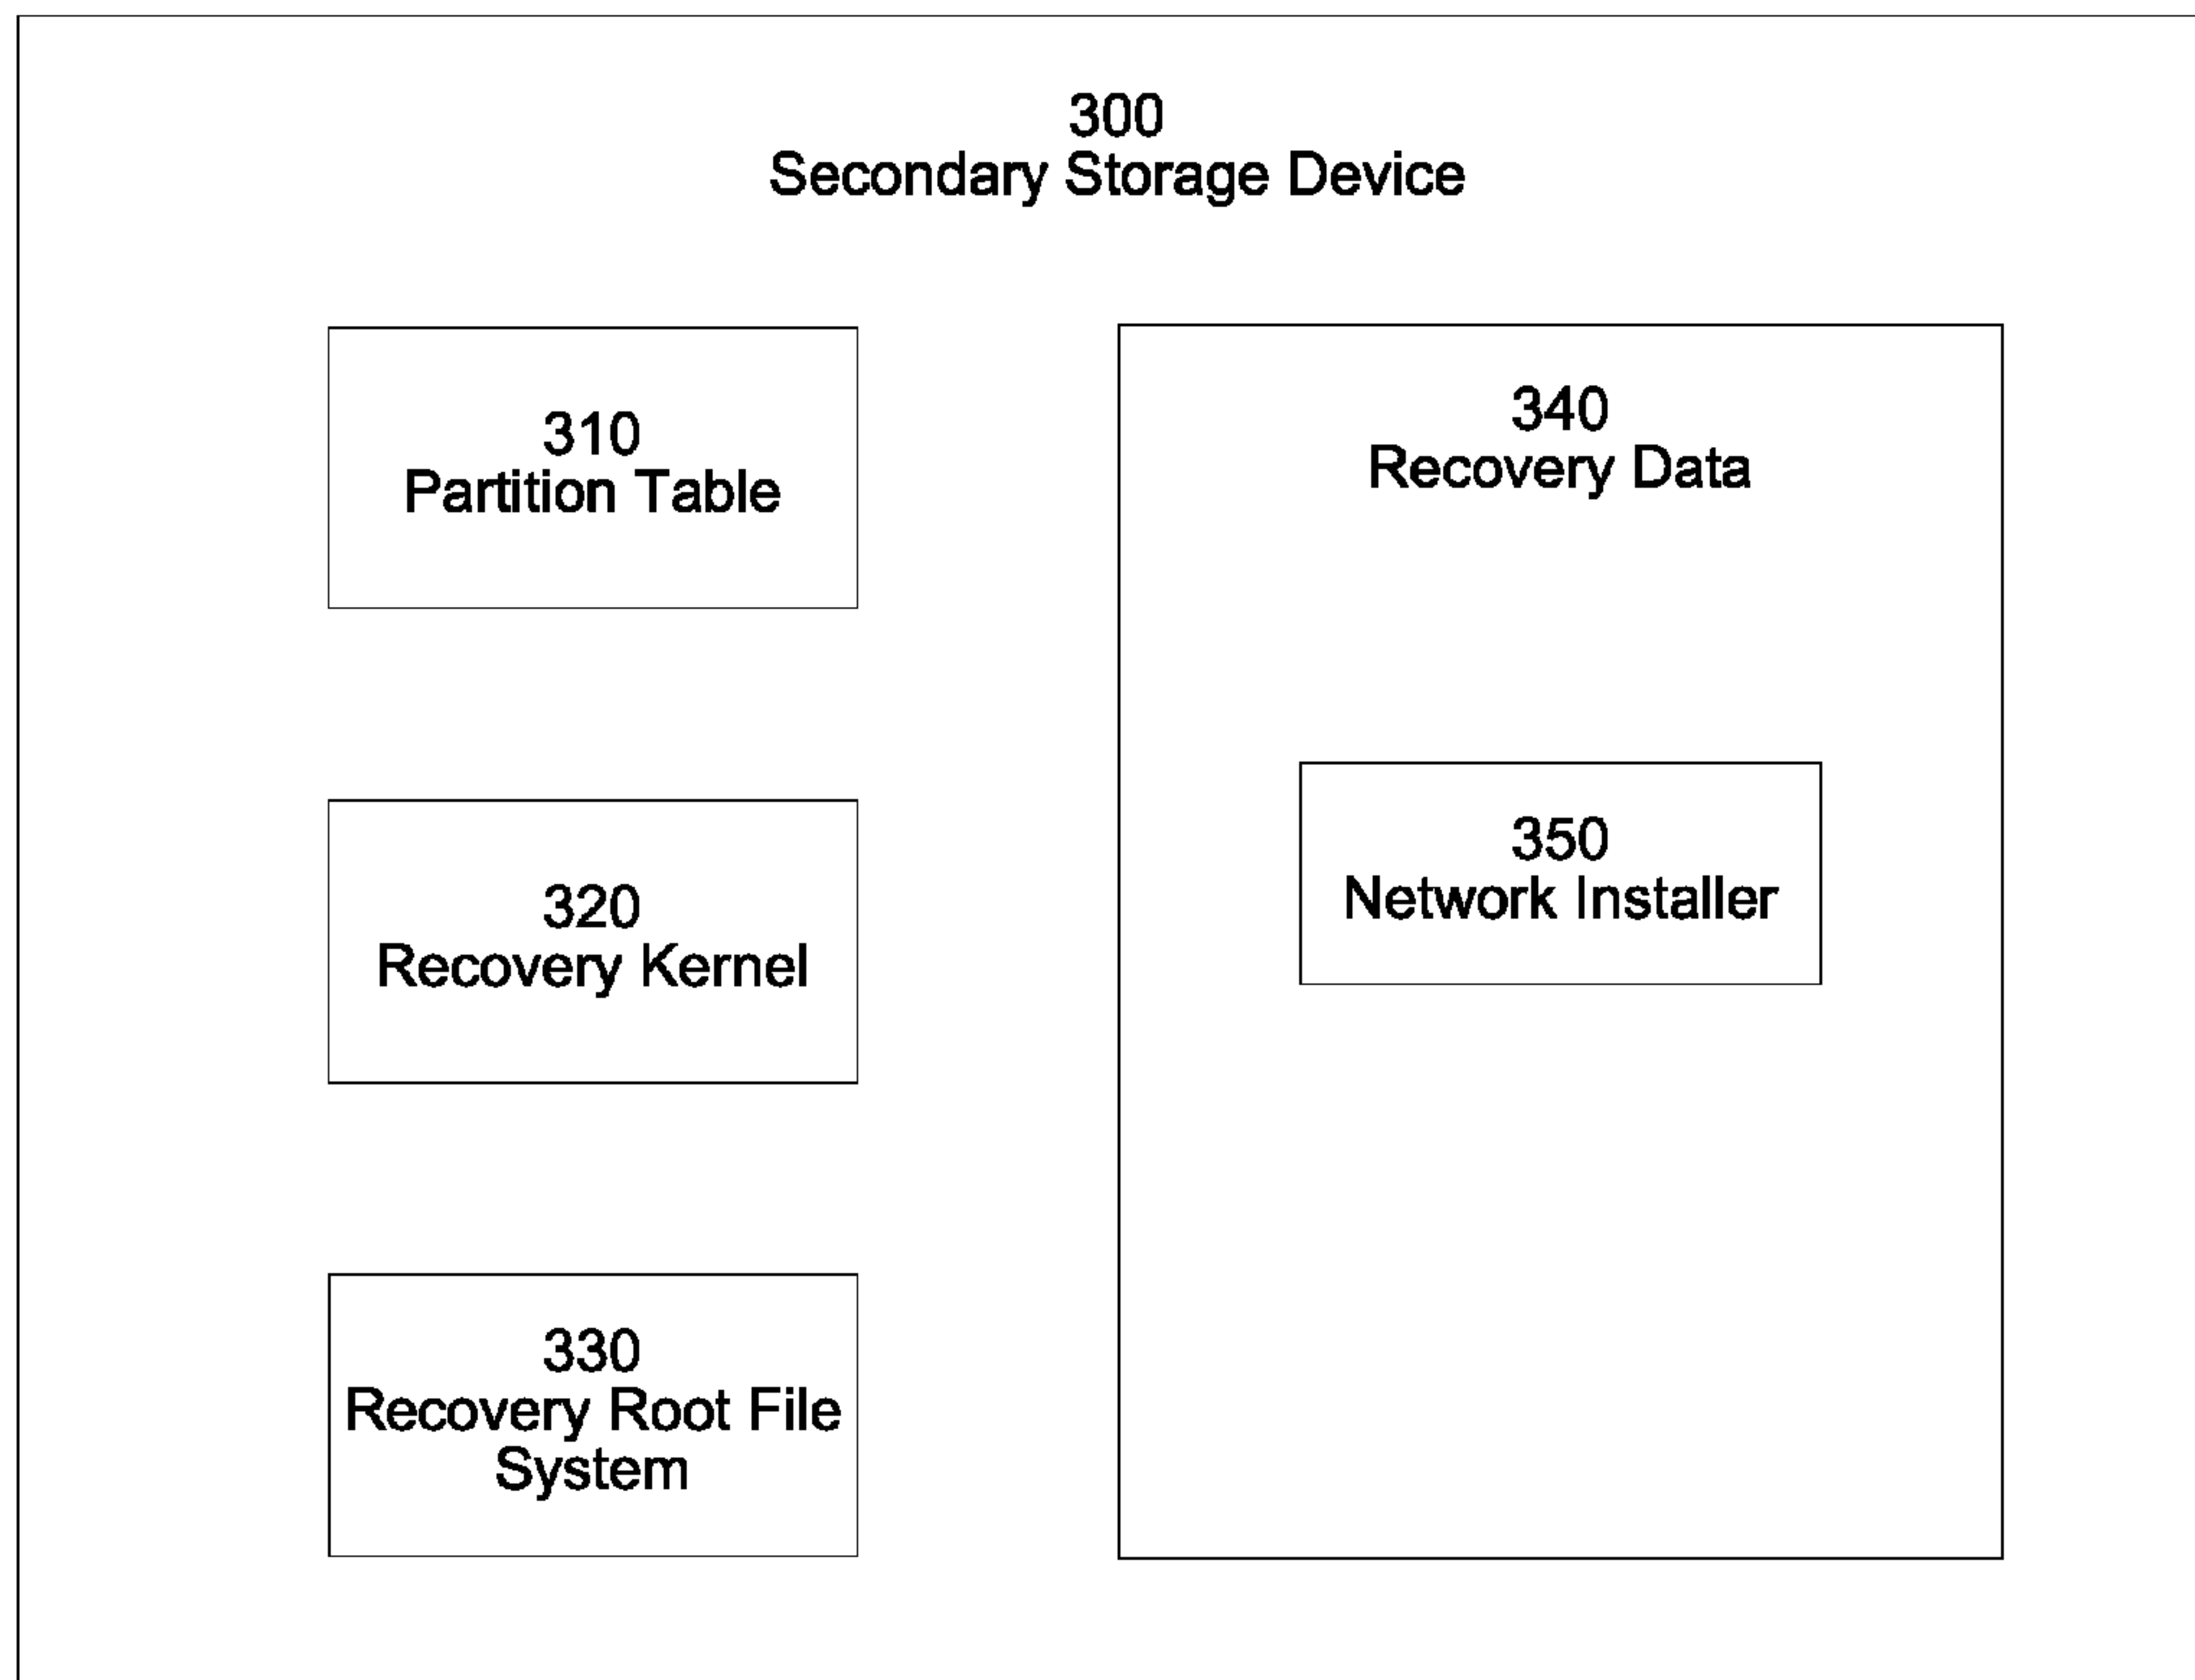 300
Secondary Storage Device
310
Partition Table
320
Recovery Kernel
330
Recovery Root File
System
340
Recovery Data
350
Network Installer